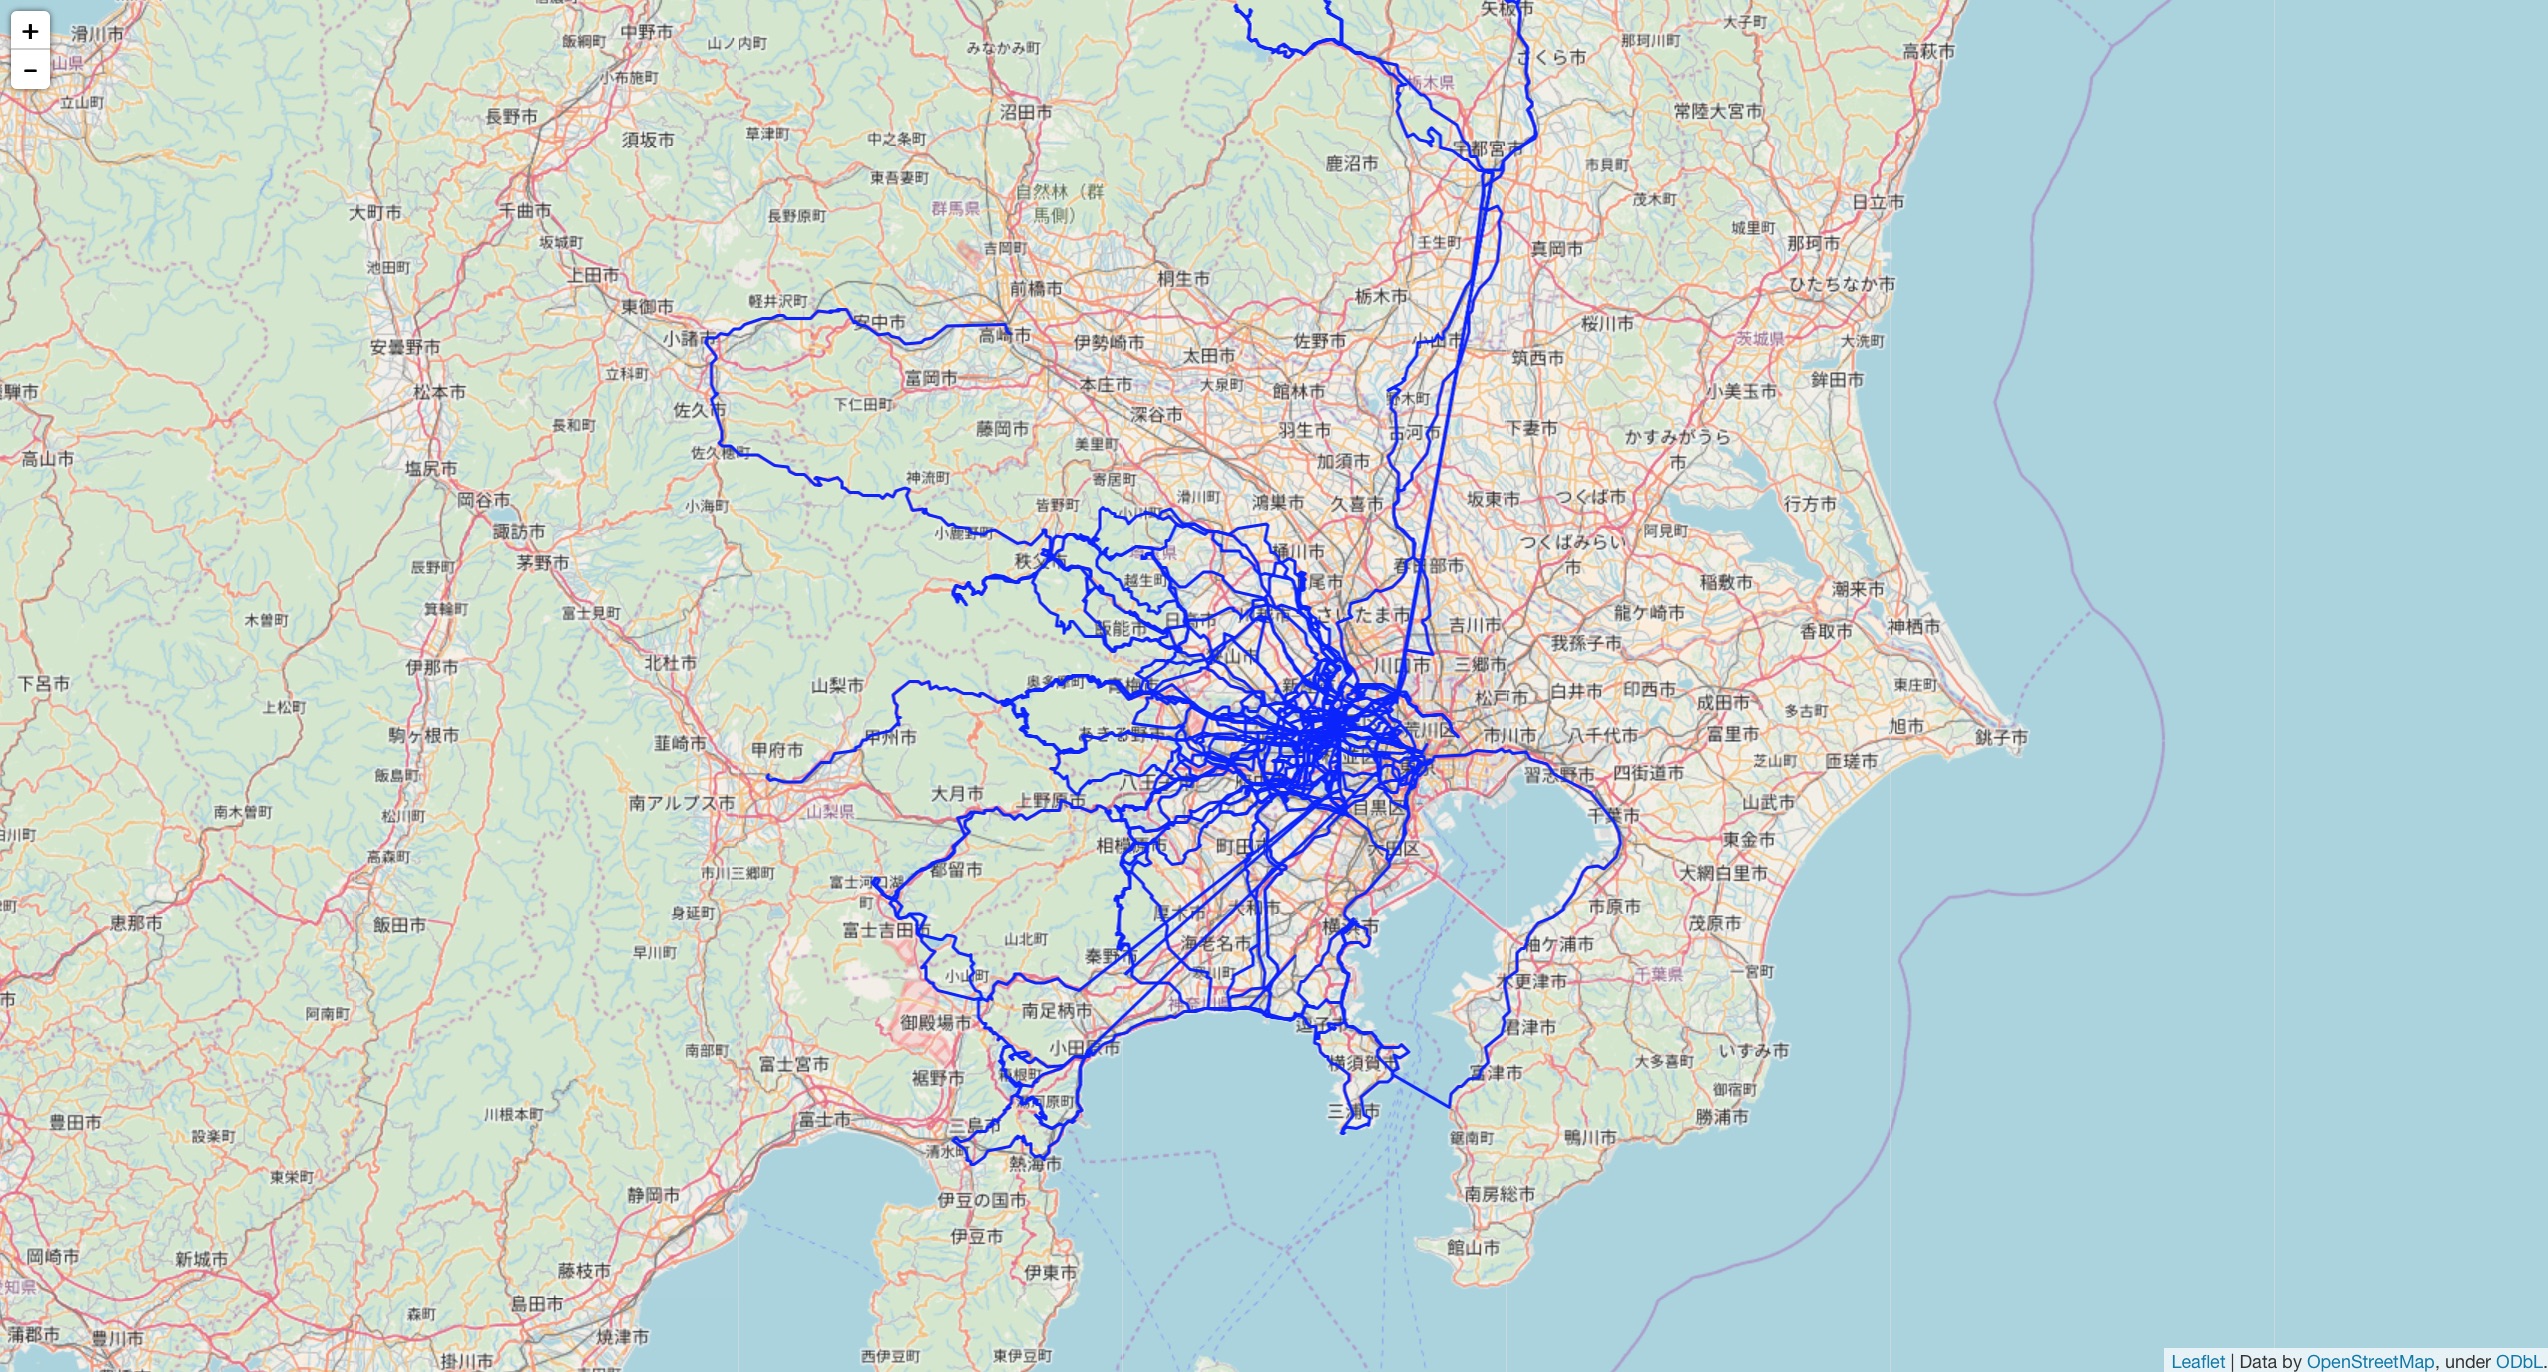 +
-
滑川市
中野市
飯綱町
山ノ内町
みなかみ町
矢板市
大子町
那珂川町
高萩市
さくら市
山県
小布施町
栃木県
立山町
長野市
須坂市
草津町
中之条町
沼田市
常陸大宮市
宇都宮市
鹿沼市
市貝町
東吾妻町
自然林（群
馬側）
茂木町
日立市
大町市
千曲市
長野原町
群馬県
坂城町
吉岡町
壬生町
真岡市
城里町
那珂市
池田町
上田市
桐生市
前橋市
栃木市
ひたちなか市
東御市
軽井沢町
安中市
小諸市
高崎市
伊勢崎市
佐野市
小山市
桜川市
茨城県
大洗町
安曇野市
太田市
筑西市
立科町
富岡市
本庄市
大泉町
館林市
野木町
小美玉市
鉾田市
松本市
佐久市
下仁田町
深谷市
長和町
藤岡市
羽生市
古河市
下妻市
かすみがうら
市
高山市
塩尻市
佐久穂町
美里町
加須市
神流町
寄居町
岡谷市
小海町
皆野町
滑川町
鴻巣市
久喜市
坂東市
つくば市
行方市
諏訪市
小鹿野町
小川町
阿見町
茅野市
秩父市
桶川市
つくばみらい
市
辰野町
越生町
尾市
春日部市
稲敷市
潮来市
箕輪町
富士見町
木曽町
日高市
さいたま市
龍ケ崎市
飯能市
吉川市
香取市
神栖市
我孫子市
伊那市
北杜市
狭山市
川口市
三郷市
下呂市
山梨市
奥多摩町
青梅市
松戸市
白井市
印西市
東庄町
上松町
成田市
多古町
駒ヶ根市
韮崎市
甲府市
甲州市
あきる野市
荒川区
市川市
八千代市
富里市
旭市
銚子市
飯島町
習志野市
四街道市
芝山町
匝瑳市
南木曽町
南アルプス市
大月市
上野原市
八王子市
山梨県
目黒区
千葉市
山武市
松川町
高森町
相模原市
町田市
大田区
東金市
市川三郷町
都留市
富士河口湖
町
大網白里市
恵那市
飯田市
身延町
厚木市
大和市
市原市
茂原市
富士吉田市
山北町
横浜市
早川町
秦野市
海老名市
袖ケ浦市
小山町
寒川町
木更津市
千葉県
一宮町
阿南町
南足柄市
神奈川県
御殿場市
逗子市
君津市
南部町
富士宮市
小田原市
横須賀市
大多喜町
いすみ市
裾野市
箱根町
富津市
御宿町
豊田市
設楽町
川根本町
富士市
三島市
湯河原町
三浦市
勝浦市
清水町
熱海市
鋸南町
鴨川市
東栄町
静岡市
伊豆の国市
南房総市
岡崎市
新城市
伊豆市
館山市
藤枝市
伊東市
知県
島田市
森町
蒲郡市
豊川市
焼津市
掛川市
西伊豆町
東伊豆町
Leaflet | Data by OpenStreetMap, under ODbL.